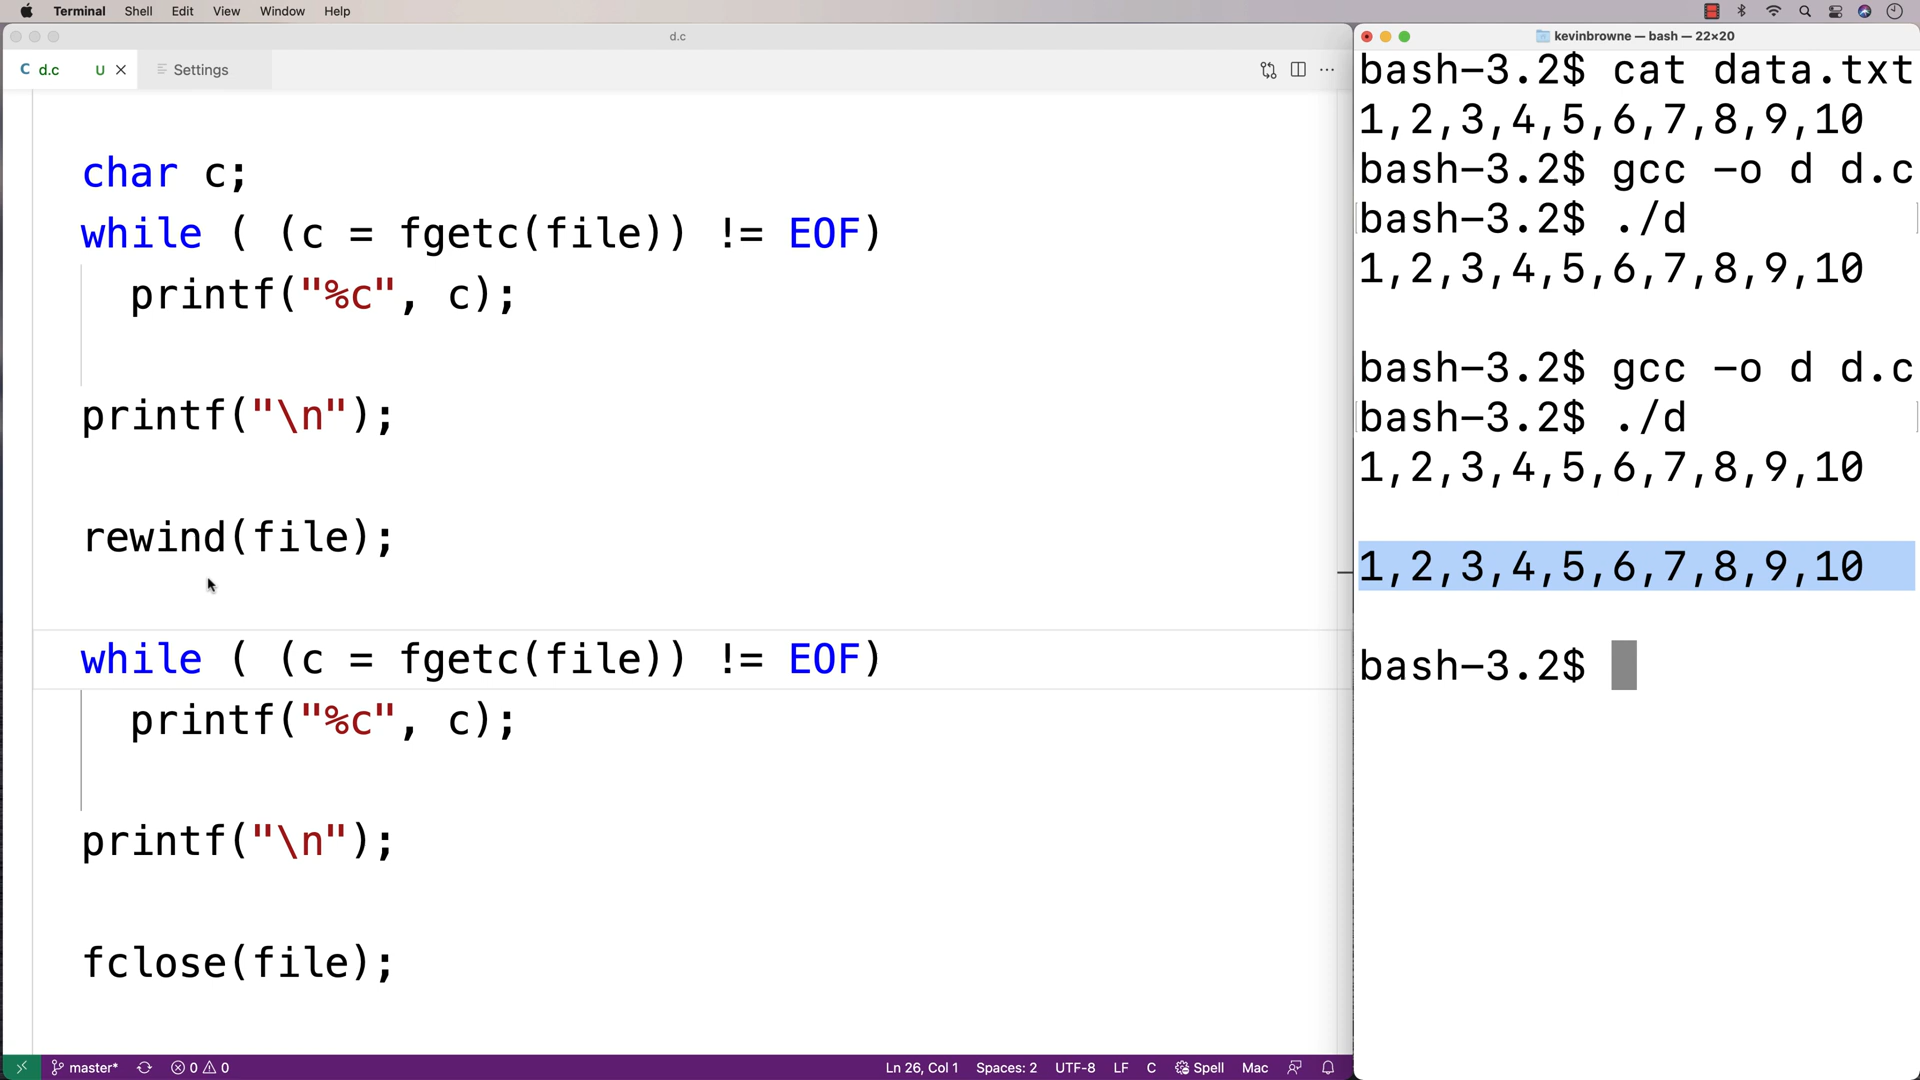 Terminal Shell Edit View Window Help
d.c
C d.c U Settings
char c;
while ( (c = fgetc(file)) != EOF)
printf("%c", c);
printf("\n");
rewind(file);
while ( (c = fgetc(file)) != EOF)
printf("%c", c);
printf("\n");
fclose(file);
master* 0 0 Ln 26, Col 1 Spaces: 2 UTF-8 LF C Spell Mac
kevinbrowne — bash — 22×20
bash-3.2$ cat data.txt
1,2,3,4,5,6,7,8,9,10
bash-3.2$ gcc -o d d.c
bash-3.2$ ./d
1,2,3,4,5,6,7,8,9,10
bash-3.2$ gcc -o d d.c
bash-3.2$ ./d
1,2,3,4,5,6,7,8,9,10
1,2,3,4,5,6,7,8,9,10
bash-3.2$